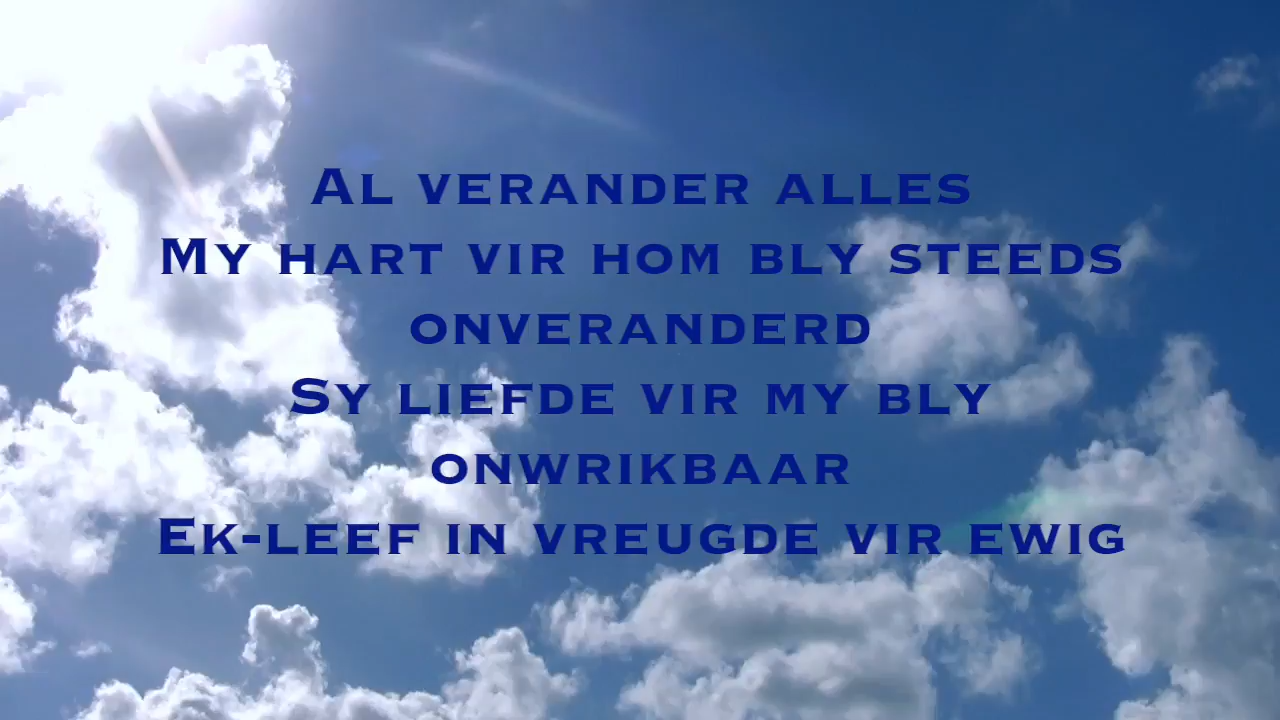 Al verander alles
My hart vir hom bly steeds
onveranderd
Sy liefde vir my bly
onwrikbaar
Ek-leef in vreugde vir ewig